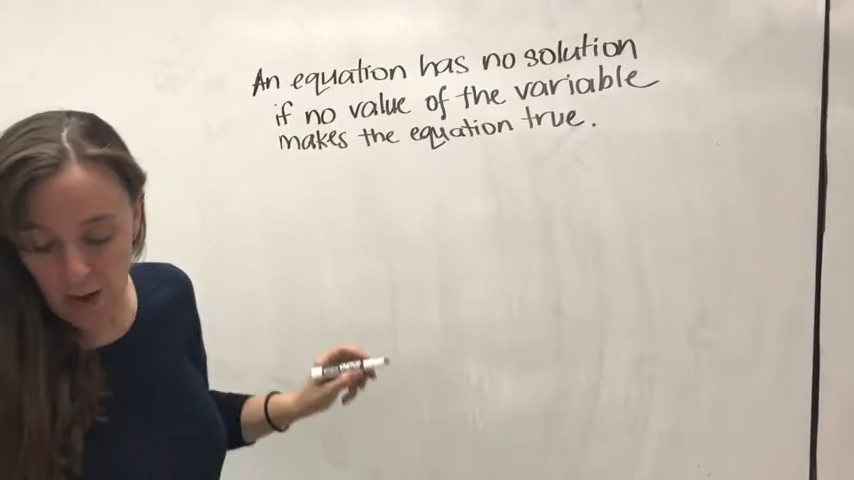 An equation has no solution
if no value of the variable
makes the equation true.